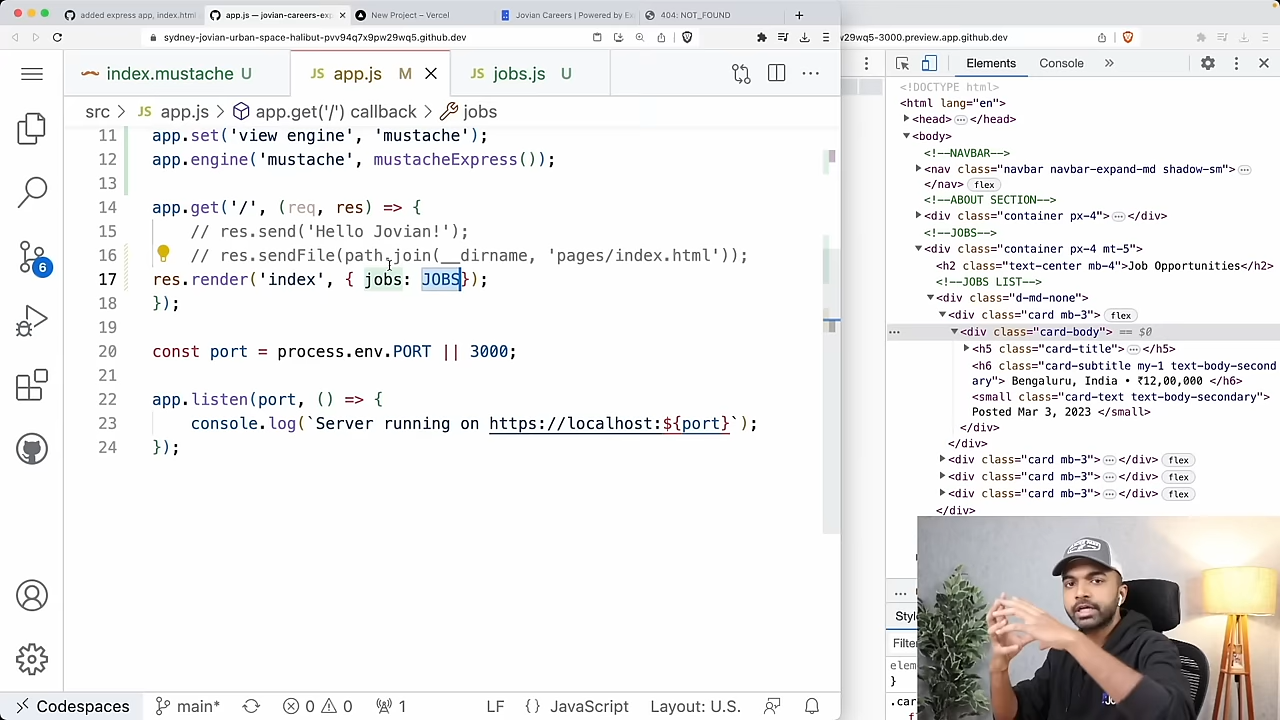 added express app, index.html
app.js — jovian-careers-ex
New Project – Vercel
Jovian Careers | Powered by Ex
404: NOT_FOUND
sydney-jovian-urban-space-halibut-pvv94q7x9pw29wq5.github.dev
w29wq5-3000.preview.app.github.dev
index.mustache U
app.js M
jobs.js U
src > app.js > app.get('/') callback > jobs
11 app.set('view engine', 'mustache');
12 app.engine('mustache', mustacheExpress());
13
14 app.get('/', (req, res) => {
15 // res.send('Hello Jovian!');
16 // res.sendFile(path.join(__dirname, 'pages/index.html'));
17 res.render('index', { jobs: JOBS});
18 });
19
20 const port = process.env.PORT || 3000;
21
22 app.listen(port, () => {
23 console.log(`Server running on https://localhost:${port}`);
24 });
6
Codespaces
main*
0
0
1
LF
{} JavaScript
Layout: U.S.
Elements
Console
<!DOCTYPE html>
<html lang="en">
<head> ⋯ </head>
<body>
<!--NAVBAR-->
<nav class="navbar navbar-expand-md shadow-sm"> ⋯
</nav> flex
<!--ABOUT SECTION-->
<div class="container px-4"> ⋯ </div>
<!--JOBS-->
<div class="container px-4 mt-5">
<h2 class="text-center mb-4">Job Opportunities</h2>
<!--JOBS LIST-->
<div class="d-md-none">
<div class="card mb-3"> flex
<div class="card-body"> == $0
<h5 class="card-title"> ⋯ </h5>
<h6 class="card-subtitle my-1 text-body-second
ary"> Bengaluru, India • ₹12,00,000 </h6>
<small class="card-text text-body-secondary">
Posted Mar 3, 2023 </small>
</div>
</div>
<div class="card mb-3"> ⋯ </div> flex
<div class="card mb-3"> ⋯ </div> flex
<div class="card mb-3"> ⋯ </div> flex
</div>
Style
Filter
elem
}
.car